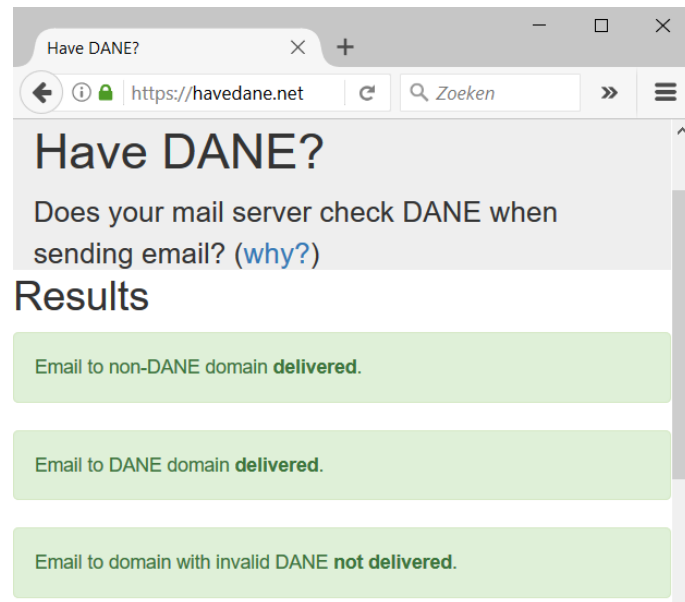 Have DANE?
https://havedane.net
Zoeken
Have DANE?
Does your mail server check DANE when
sending email? (why?)
Results
Email to non-DANE domain delivered.
Email to DANE domain delivered.
Email to domain with invalid DANE not delivered.